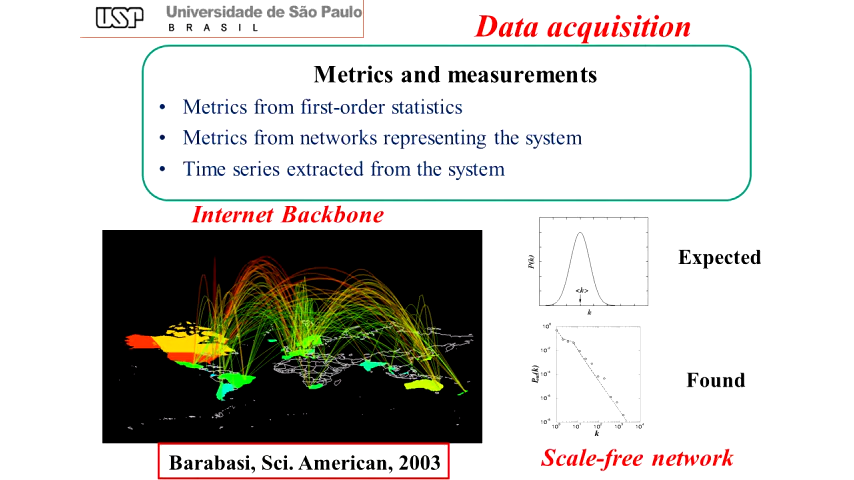 USP
Universidade de São Paulo
B R A S I L
Data acquisition
Metrics and measurements
• Metrics from first-order statistics
• Metrics from networks representing the system
• Time series extracted from the system
Internet Backbone
P(k)
<k>
k
Expected
k
Found
Barabasi, Sci. American, 2003
Scale-free network